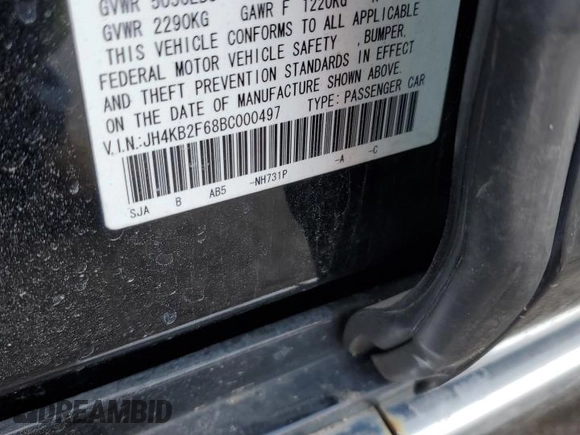 GVWR
GVWR 2290KG GAWR F 1220KG
THIS VEHICLE CONFORMS TO ALL APPLICABLE
FEDERAL MOTOR VEHICLE SAFETY ,BUMPER,
AND THEFT PREVENTION STANDARDS IN EFFECT
ON THE DATE OF MANUFACTURE SHOWN ABOVE.
V.I.N.:JH4KB2F68BC000497 TYPE: PASSENGER CAR
SJA B AB5 -NH731P -A -C
DREAMBID